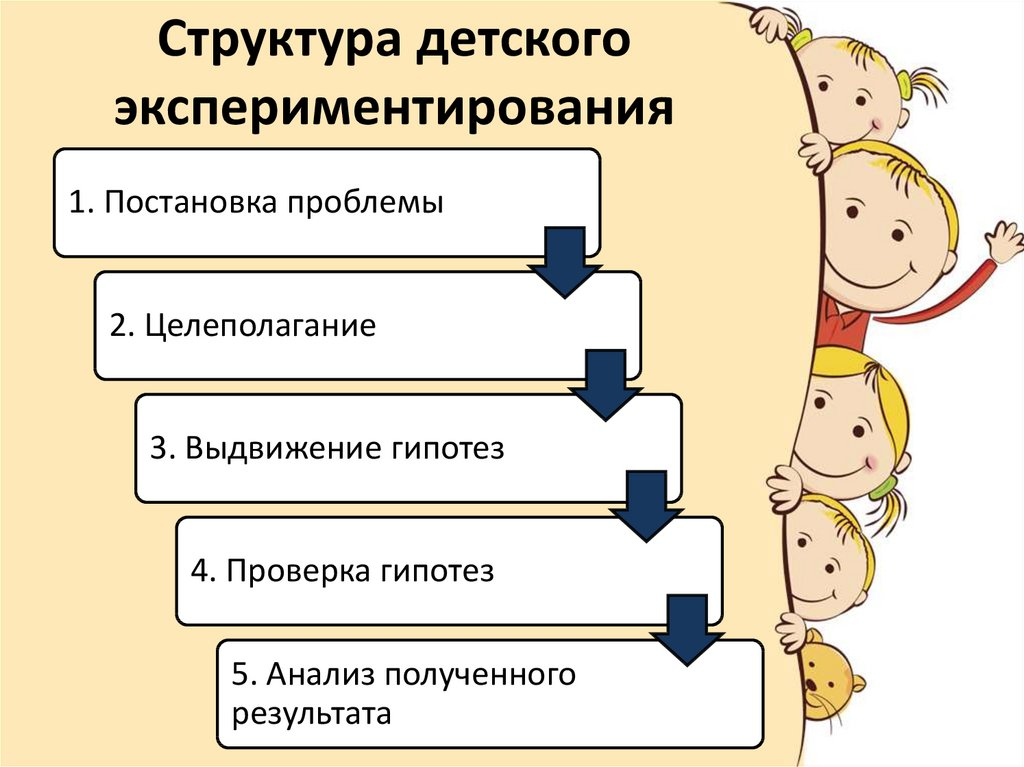 Структура детского
экспериментирования
1. Постановка проблемы
2. Целеполагание
3. Выдвижение гипотез
4. Проверка гипотез
5. Анализ полученного
результата